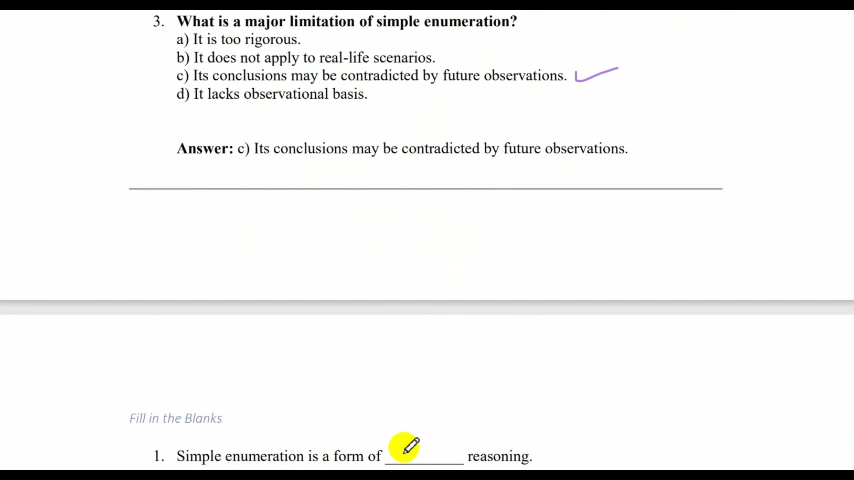 3. What is a major limitation of simple enumeration?
a) It is too rigorous.
b) It does not apply to real-life scenarios.
c) Its conclusions may be contradicted by future observations.
d) It lacks observational basis.
Answer: c) Its conclusions may be contradicted by future observations.
Fill in the Blanks
1. Simple enumeration is a form of __________ reasoning.